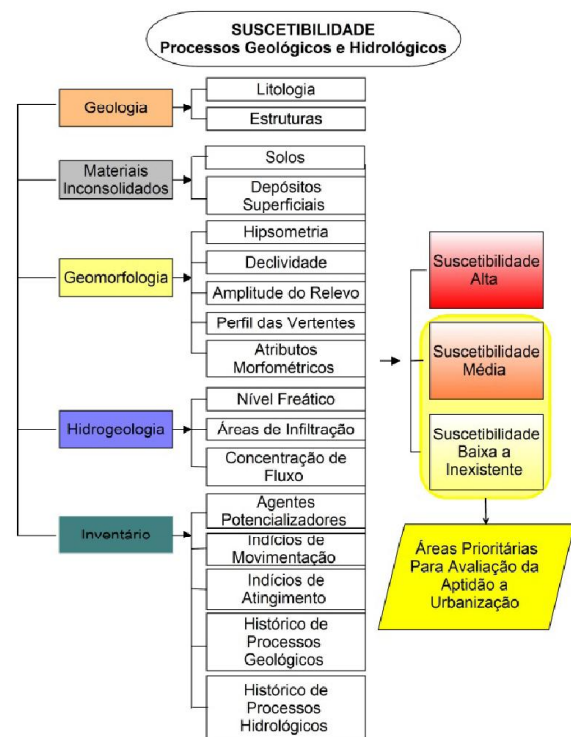 SUSCETIBILIDADE
Processos Geológicos e Hidrológicos
Geologia
Litologia
Estruturas
Materiais
Inconsolidados
Solos
Depósitos
Superficiais
Geomorfologia
Hipsometria
Declividade
Amplitude do Relevo
Perfil das Vertentes
Atributos
Morfométricos
Hidrogeologia
Nível Freático
Áreas de Infiltração
Concentração de
Fluxo
Inventário
Agentes
Potencializadores
Indícios de
Movimentação
Indícios de
Atingimento
Histórico de
Processos
Geológicos
Histórico de
Processos
Hidrológicos
Suscetibilidade
Alta
Suscetibilidade
Média
Suscetibilidade
Baixa a
Inexistente
Áreas Prioritárias
Para Avaliação da
Aptidão a
Urbanização